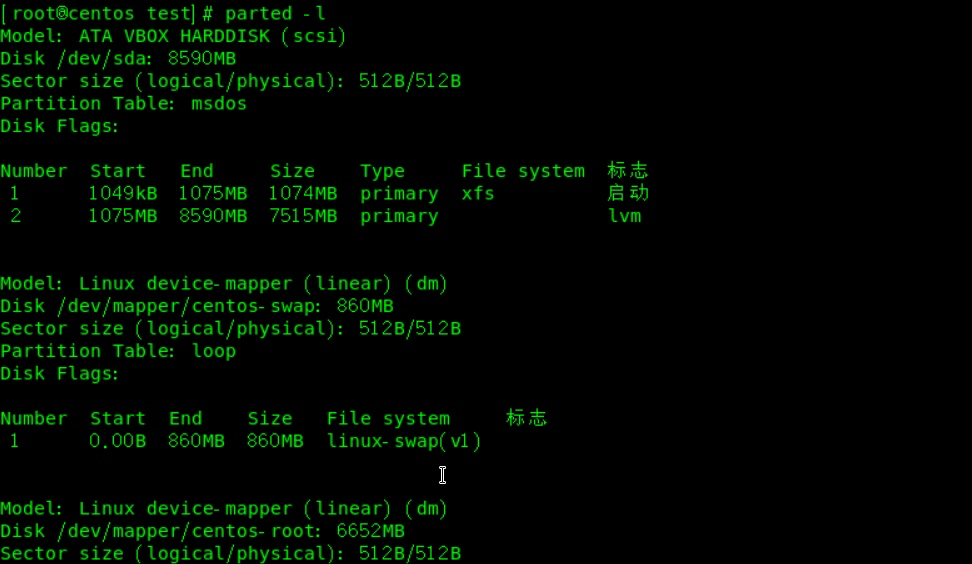 [root@centos test]# parted -l
Model: ATA VBOX HARDDISK (scsi)
Disk /dev/sda: 8590MB
Sector size (logical/physical): 512B/512B
Partition Table: msdos
Disk Flags:
Number  Start   End     Size    Type     File system  标志
 1      1049kB  1075MB  1074MB  primary  xfs          启动
 2      1075MB  8590MB  7515MB  primary               lvm
Model: Linux device-mapper (linear) (dm)
Disk /dev/mapper/centos-swap: 860MB
Sector size (logical/physical): 512B/512B
Partition Table: loop
Disk Flags:
Number  Start  End    Size   File system     标志
 1      0.00B  860MB  860MB  linux-swap(v1)
Model: Linux device-mapper (linear) (dm)
Disk /dev/mapper/centos-root: 6652MB
Sector size (logical/physical): 512B/512B